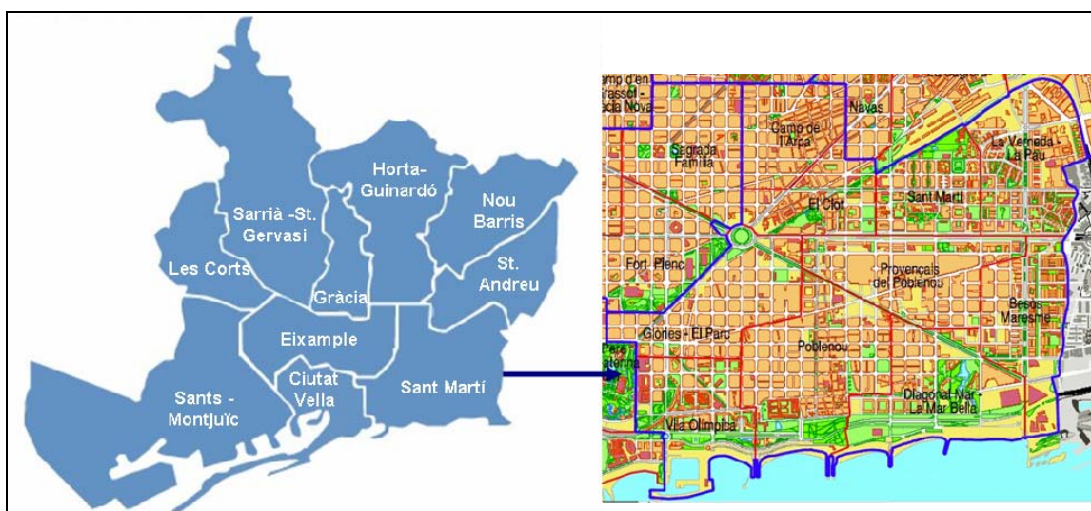 Horta-
Guinardó
Nou
Barris
Sarrià -St.
Gervasi
St.
Andreu
Les Corts
Gràcia
Eixample
Ciutat
Vella
Sant Martí
Sants -
Montjuïc
Navas
Camp de
l'Arpa
Sagrada
Família
La Verneda -
La Pau
El Clot
Sant Martí
Fort Pienc
Provençals
del Poblenou
Besòs
Maresme
Glòries - El Parc
Poblenou
Diagonal Mar -
La Mar Bella
Vila Olímpica